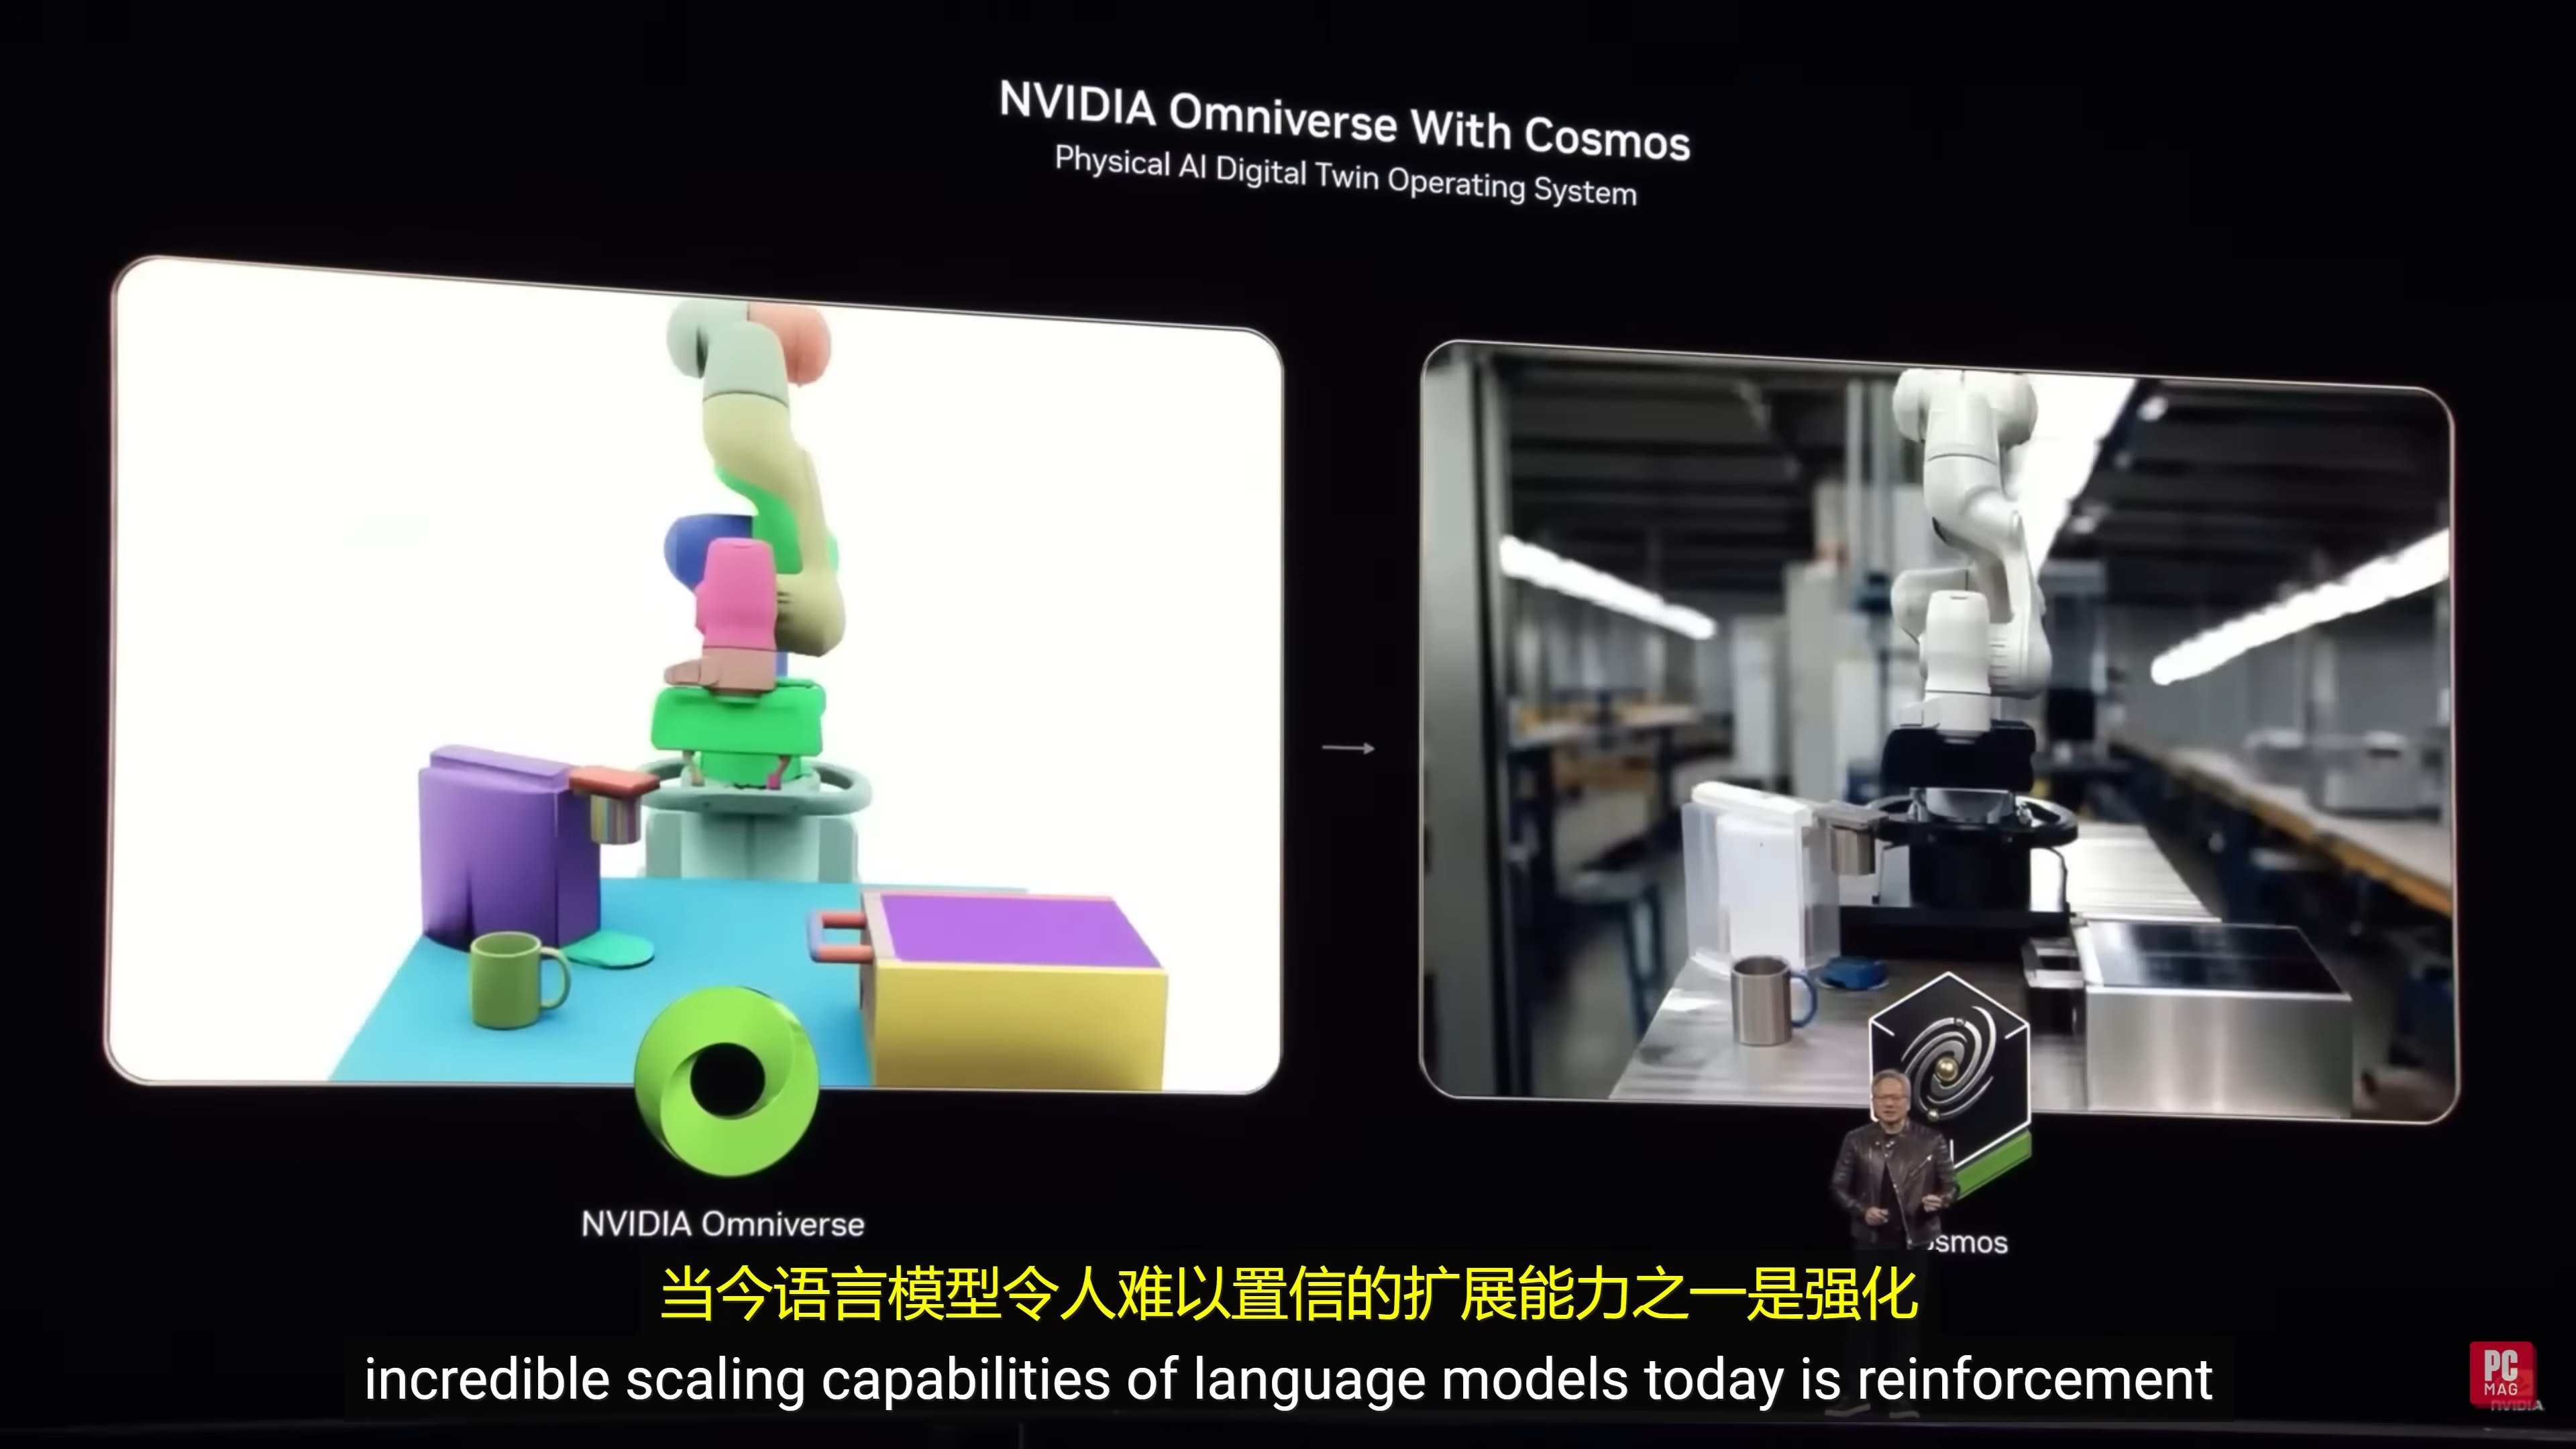 NVIDIA Omniverse With Cosmos
Physical AI Digital Twin Operating System
NVIDIA Omniverse
osmos
当今语言模型令人难以置信的扩展能力之一是强化
incredible scaling capabilities of language models today is reinforcement
PC
MAG
NVIDIA